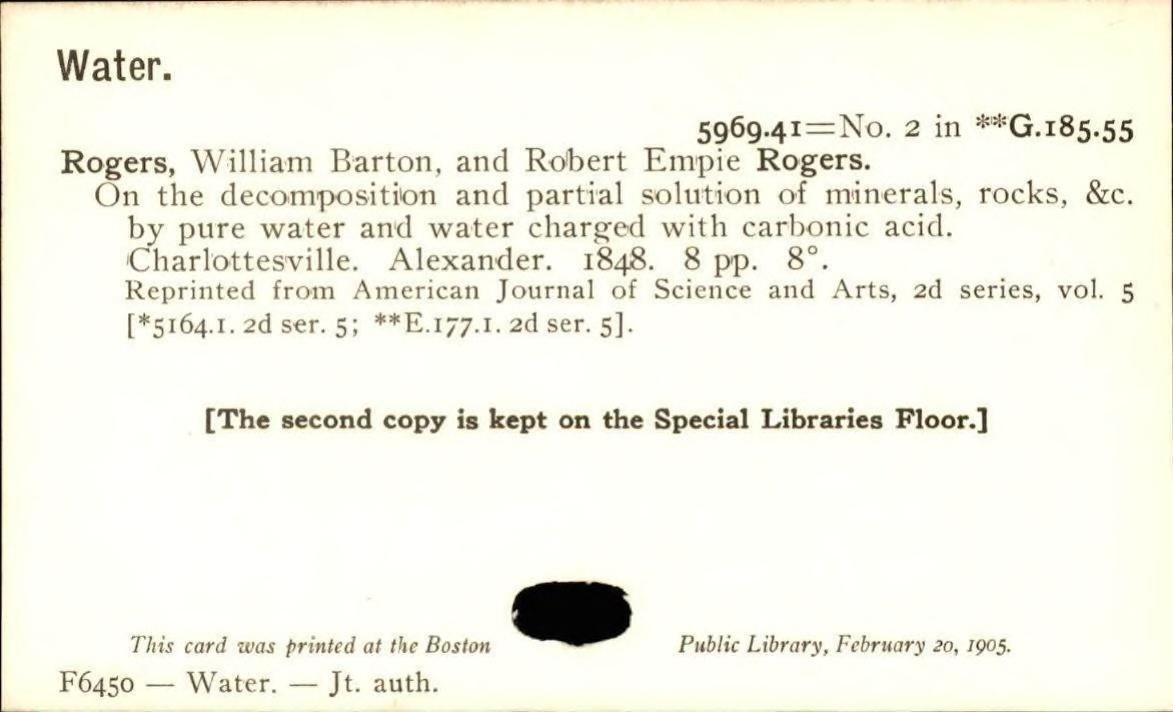 Water.
5969.41=No. 2 in **G.185.55
Rogers, William Barton, and Robert Empie Rogers.
On the decomposition and partial solution of minerals, rocks, &c.
by pure water and water charged with carbonic acid.
Charlottesville. Alexander. 1848. 8 pp. 8°.
Reprinted from American Journal of Science and Arts, 2d series, vol. 5
[*5164.1. 2d ser. 5; **E.177.1. 2d ser. 5].
[The second copy is kept on the Special Libraries Floor.]
This card was printed at the Boston Public Library, February 20, 1905.
F6450 — Water. — Jt. auth.